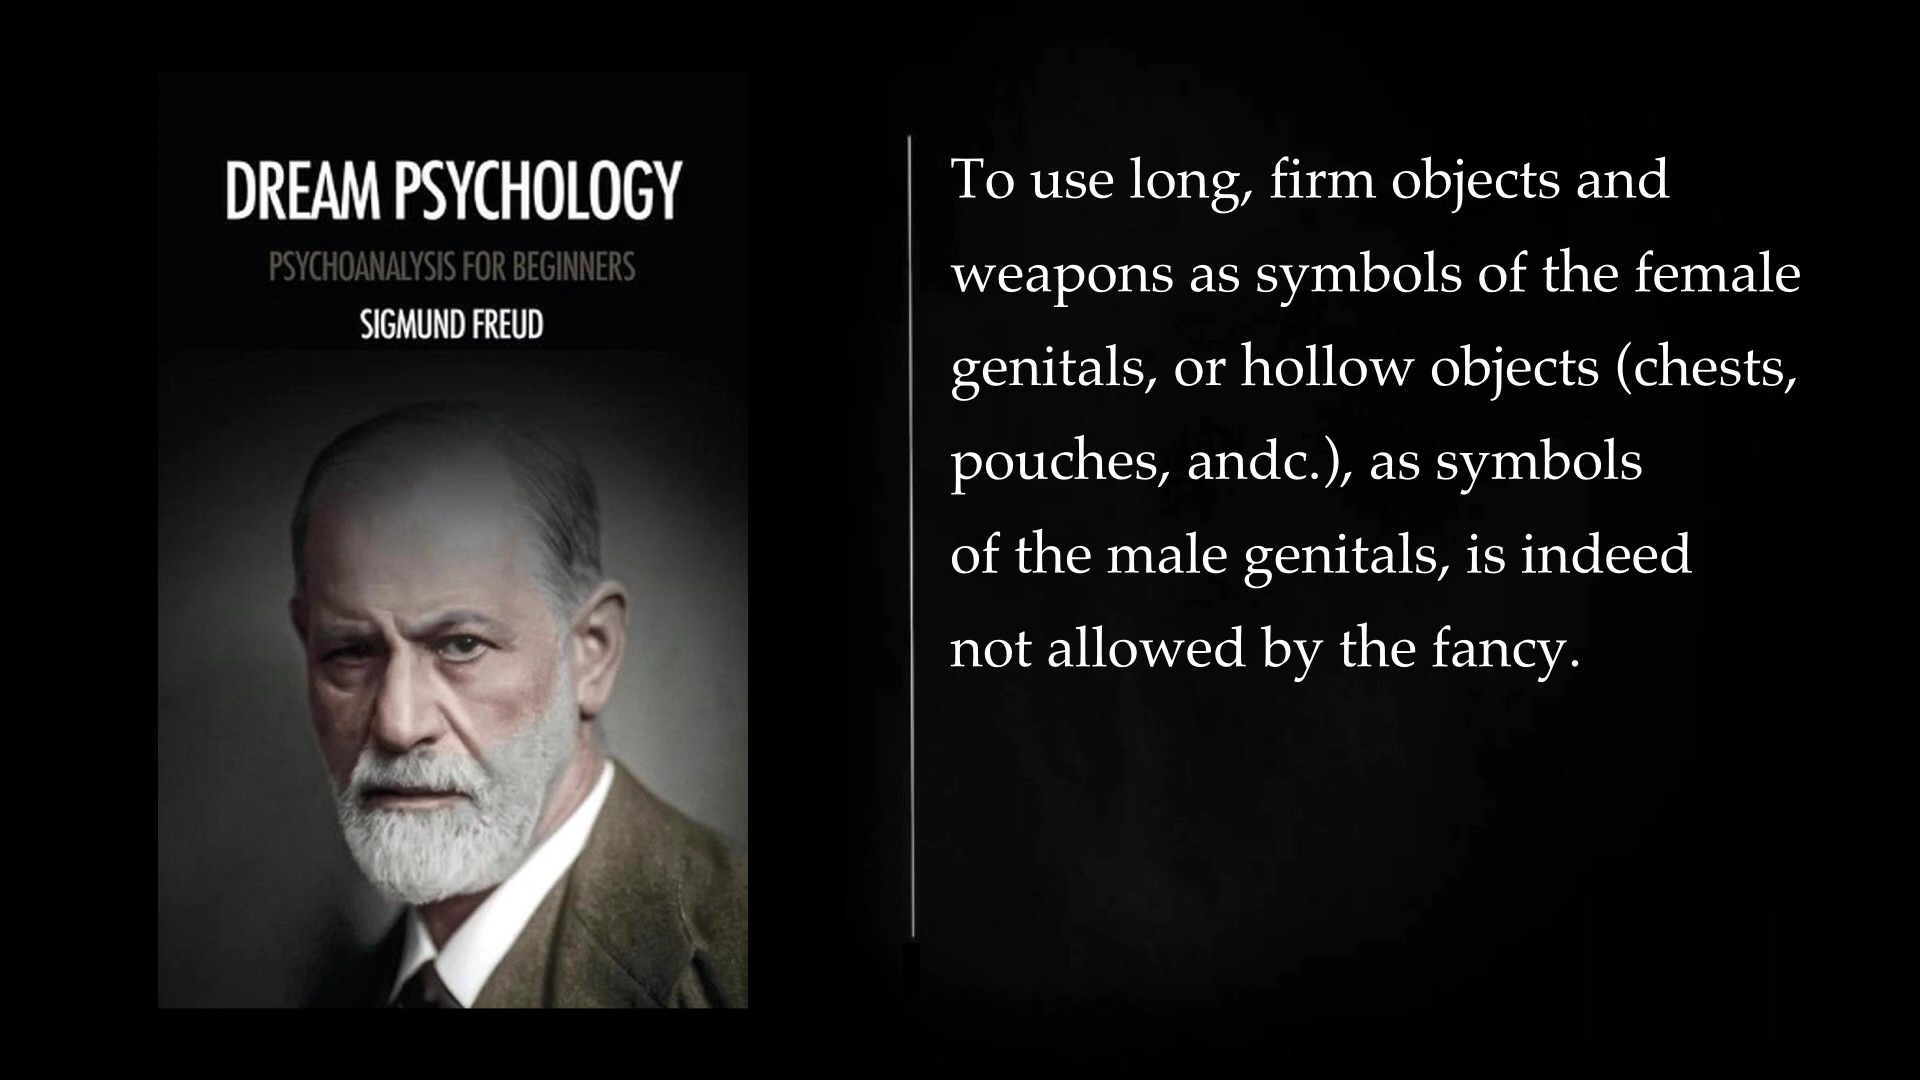 DREAM PSYCHOLOGY
PSYCHOANALYSIS FOR BEGINNERS
SIGMUND FREUD
To use long, firm objects and
weapons as symbols of the female
genitals, or hollow objects (chests,
pouches, andc.), as symbols
of the male genitals, is indeed
not allowed by the fancy.